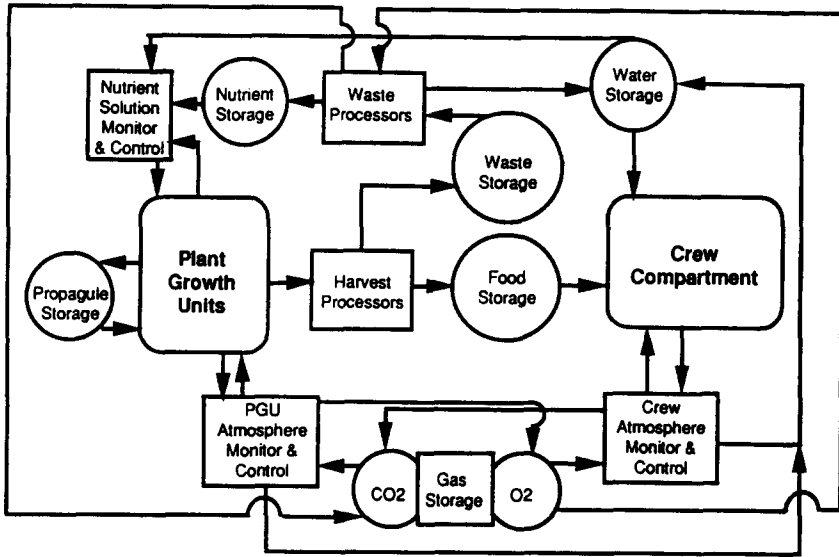 Nutrient
Solution
Monitor
& Control
Nutrient
Storage
Waste
Processors
Water
Storage
Waste
Storage
Plant
Growth
Units
Crew
Compartment
Propagule
Storage
Harvest
Processors
Food
Storage
PGU
Atmosphere
Monitor &
Control
CO2
Gas
Storage
O2
Crew
Atmosphere
Monitor &
Control